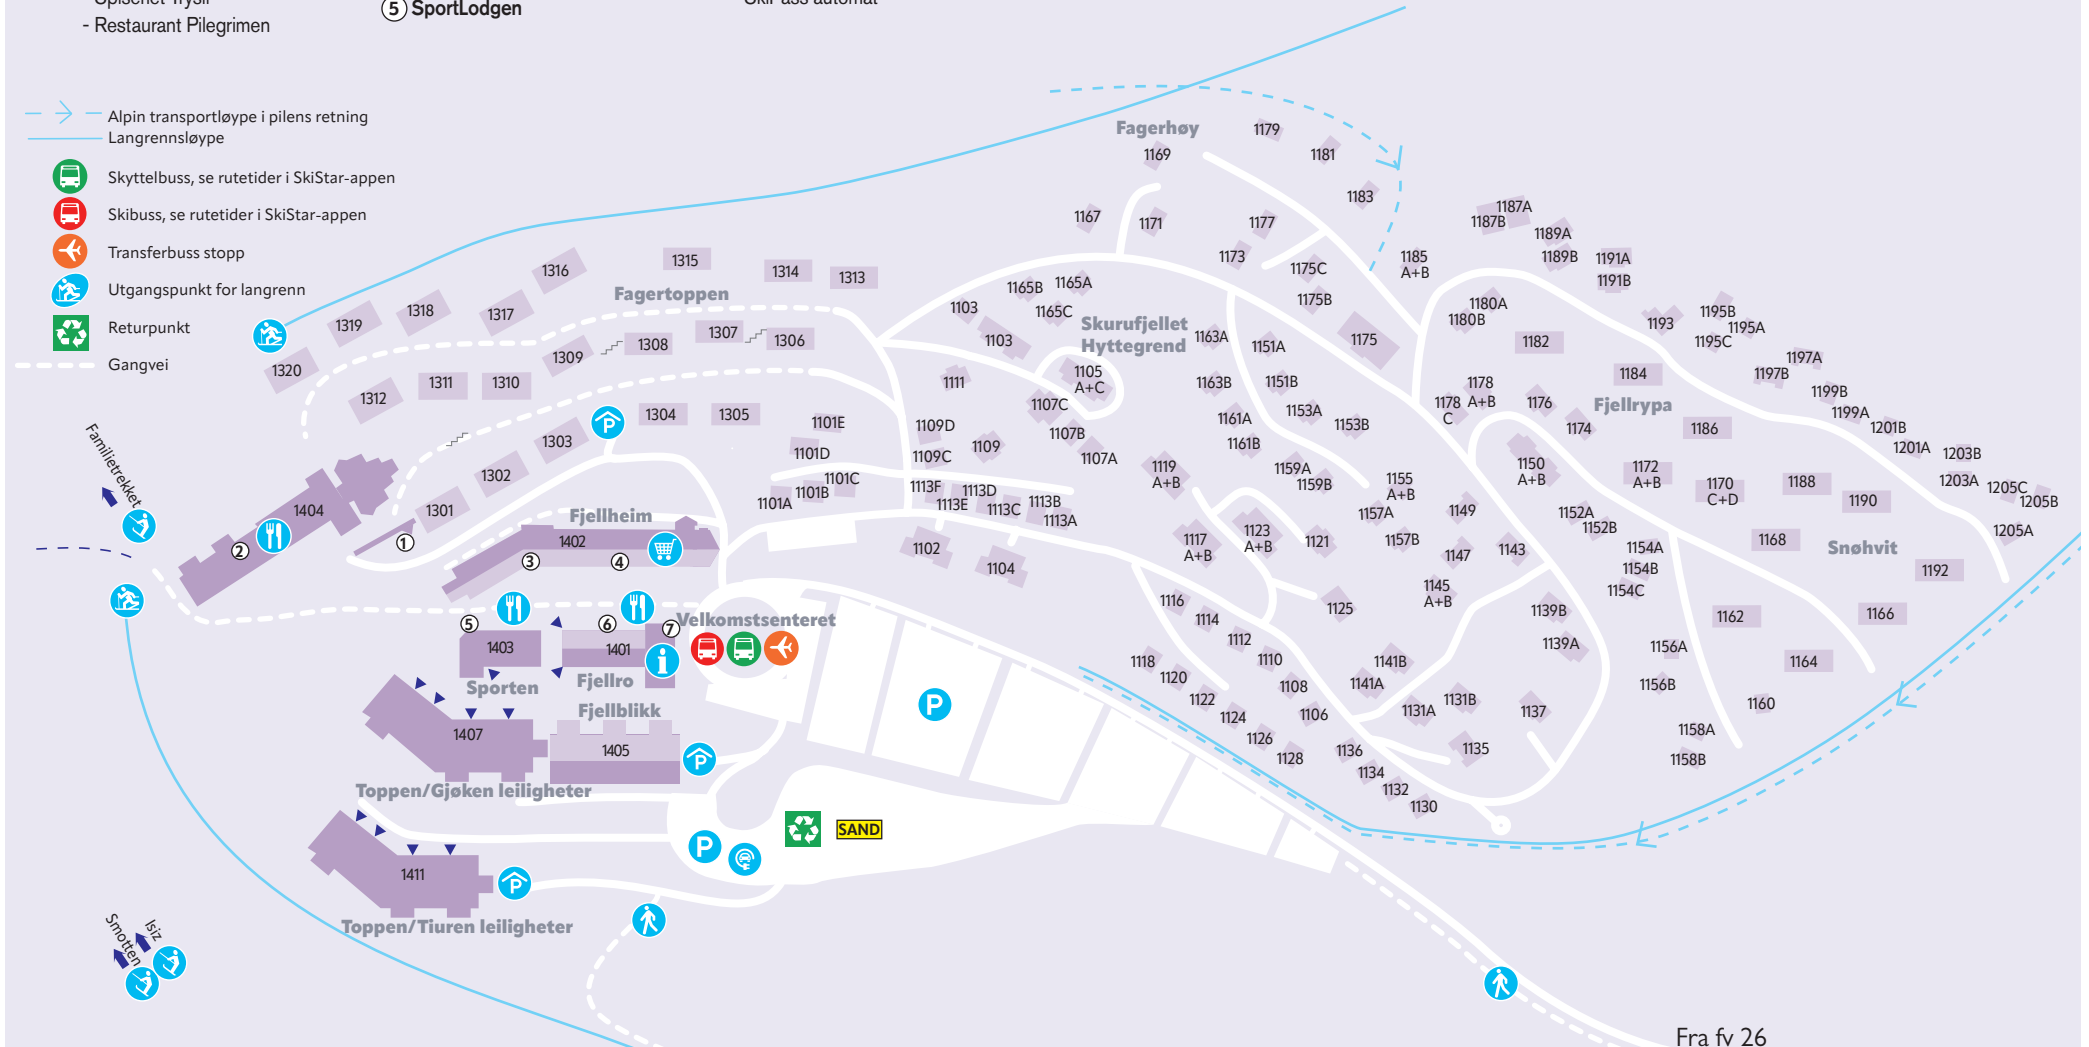 - Restaurant Pilegrimen
5 SportLodgen
Alpin transportløype i pilens retning
Langrennsløype
Skyttelbuss, se rutetider i SkiStar-appen
Skibuss, se rutetider i SkiStar-appen
Transferbuss stopp
Utgangspunkt for langrenn
Returpunkt
Gangvei
Fagerhøy
1169
1179
1181
1183
1167
1171
1177
1173
1175C
1175B
1175
1185
A+B
1187A
1187B
1189A
1189B
1191A
1191B
1193
1195B
1195A
1195C
1197A
1197B
1199B
1199A
1201B
1201A
1203B
1203A
1205C
1205B
1205A
1180A
1180B
1182
1184
Fjellrypa
1186
1178
A+B
1178
C
1176
1174
1150
A+B
1172
A+B
1170
C+D
1188
1190
1168
Snøhvit
1192
1166
1162
1164
1160
1152A
1152B
1154A
1154B
1154C
1156A
1156B
1158A
1158B
1316
1315
1314
1313
Fagertoppen
1319
1318
1317
1307
1306
1308
1309
1320
1312
1311
1310
1304
1305
1303
1302
1301
1103
1103
1165B
1165A
1165C
Skurufjellet
Hyttegrend
1163A
1163B
1161A
1161B
1151A
1151B
1153A
1153B
1159A
1159B
1155
A+B
1157A
1157B
1149
1147
1143
1145
A+B
1105
A+C
1111
1107C
1107B
1107A
1109D
1109C
1109
1101E
1101D
1101C
1101B
1101A
1113F
1113E
1113D
1113C
1113B
1113A
1119
A+B
1117
A+B
1123
A+B
1121
1125
1102
1104
1116
1114
1112
1110
1108
1106
1118
1120
1122
1124
1126
1128
1136
1134
1132
1130
1139B
1139A
1141B
1141A
1131A
1131B
1137
1135
Familietrekket
1404
2
1
Fjellheim
1402
3
4
P
5
1403
Sporten
6
1401
7
Fjellro
Velkomstsenteret
Fjellblikk
1405
1407
Toppen/Gjøken leiligheter
P
P
P
SAND
1411
P
Toppen/Tiuren leiligheter
Isiz
Smotten
Fra fv 26